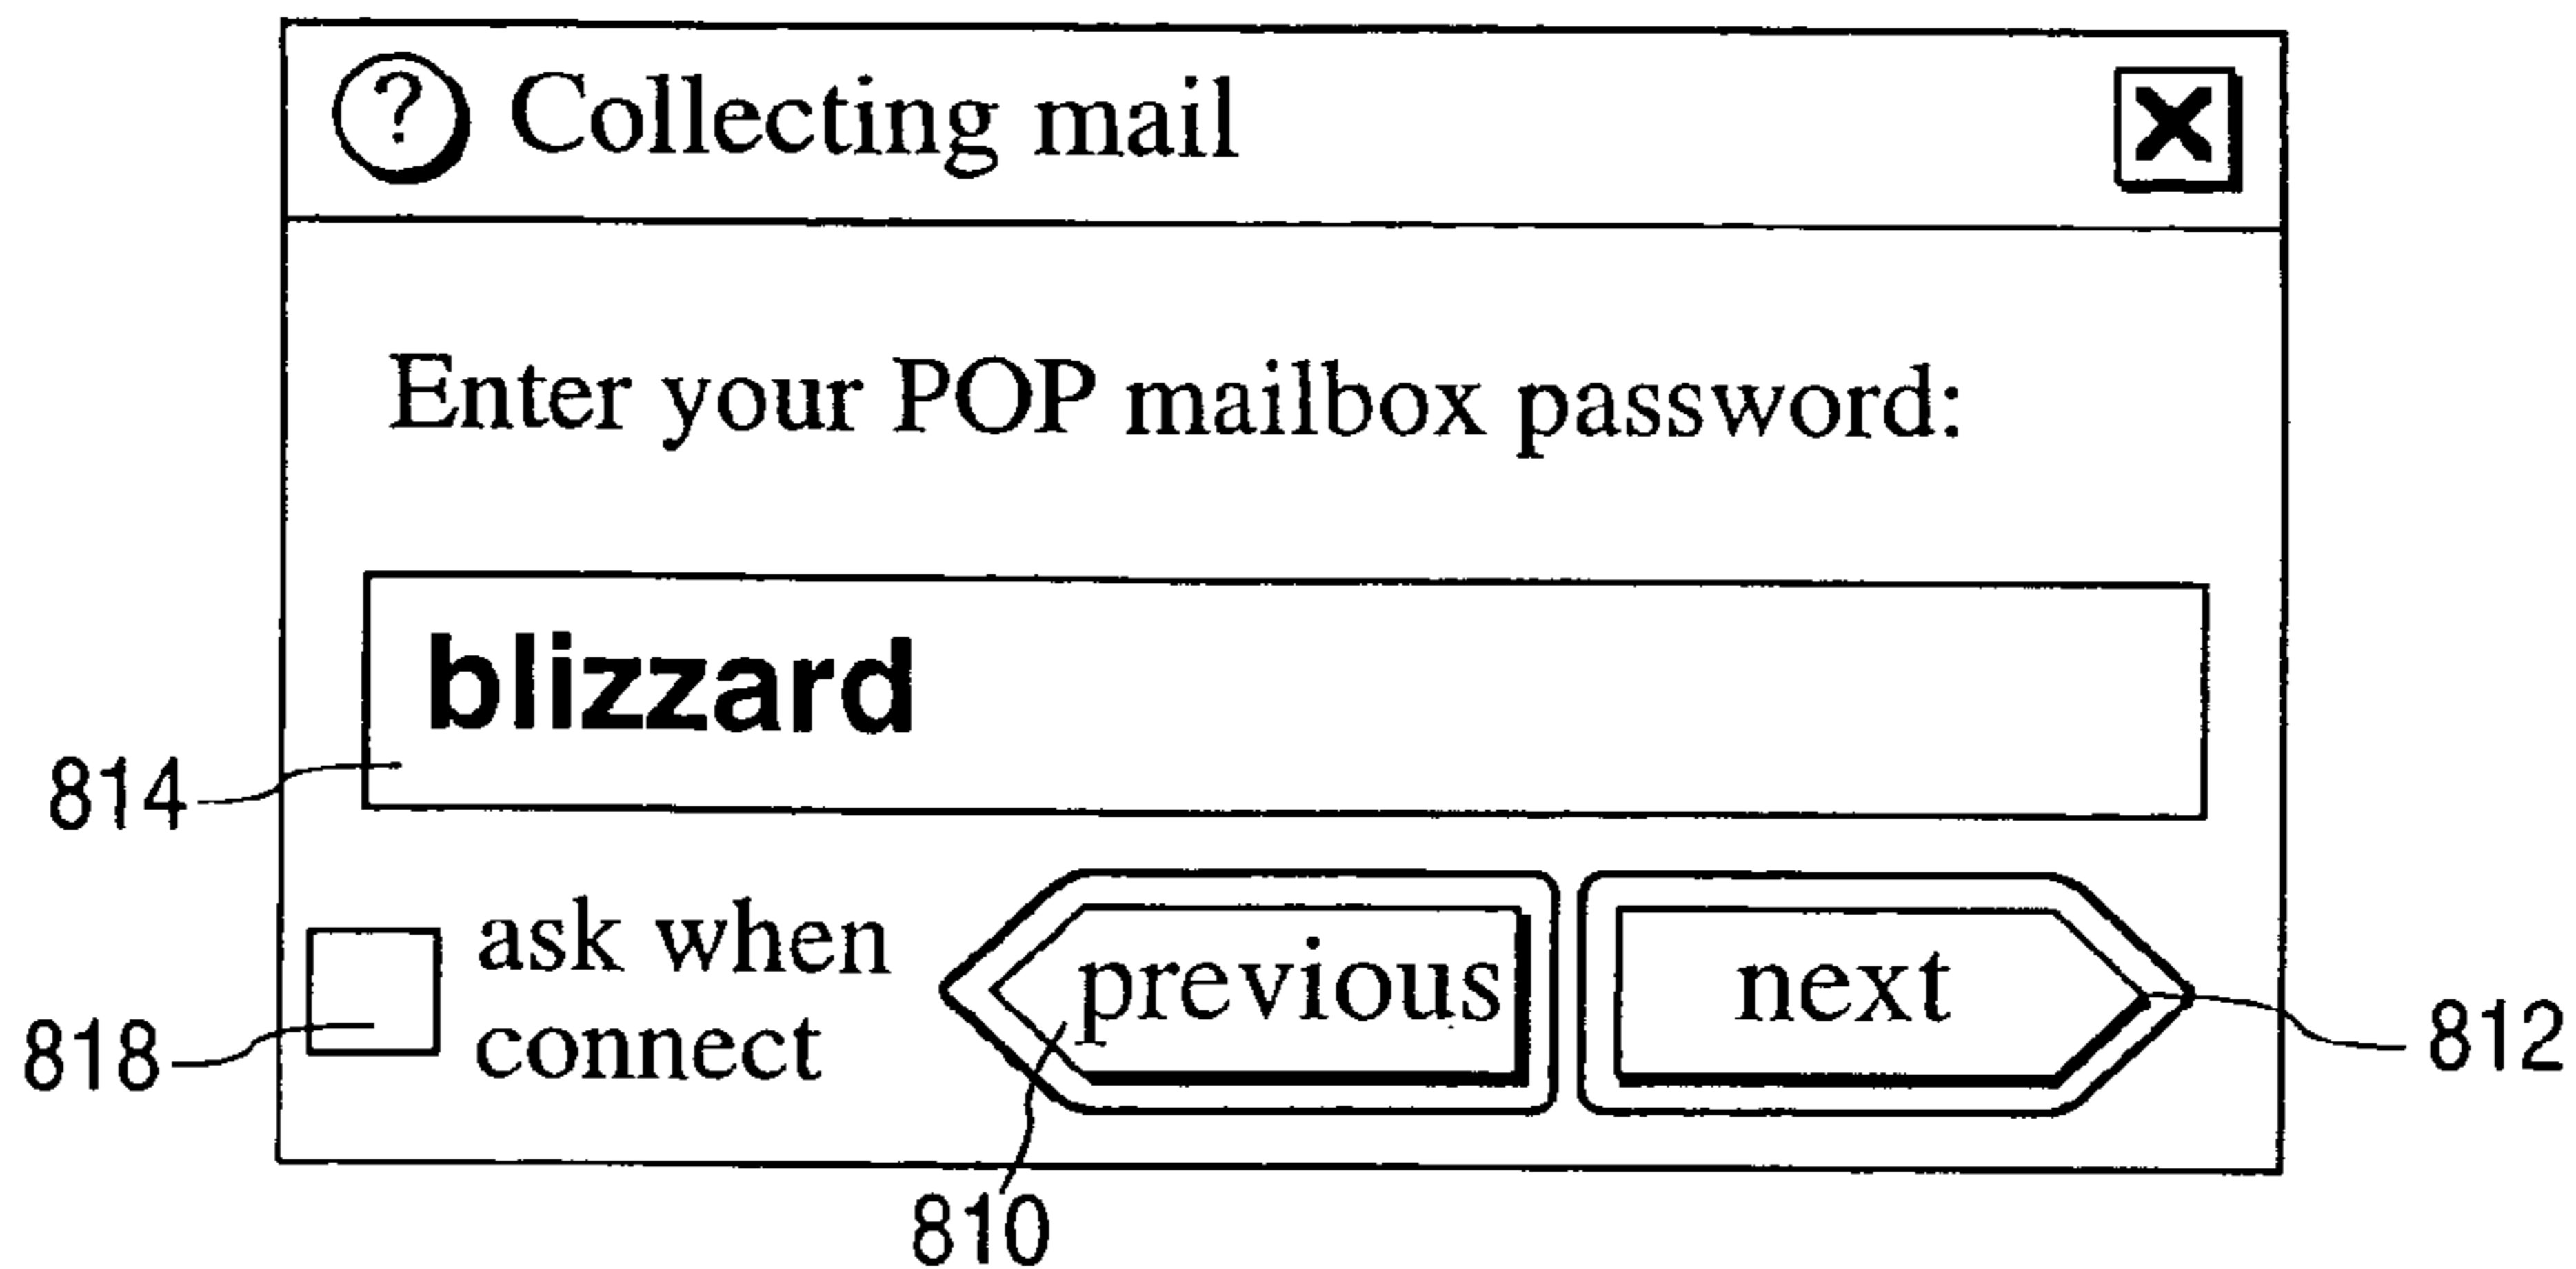 ? Collecting mail X
Enter your POP mailbox password:
blizzard
814
ask when
connect
previous
next
818
812
810